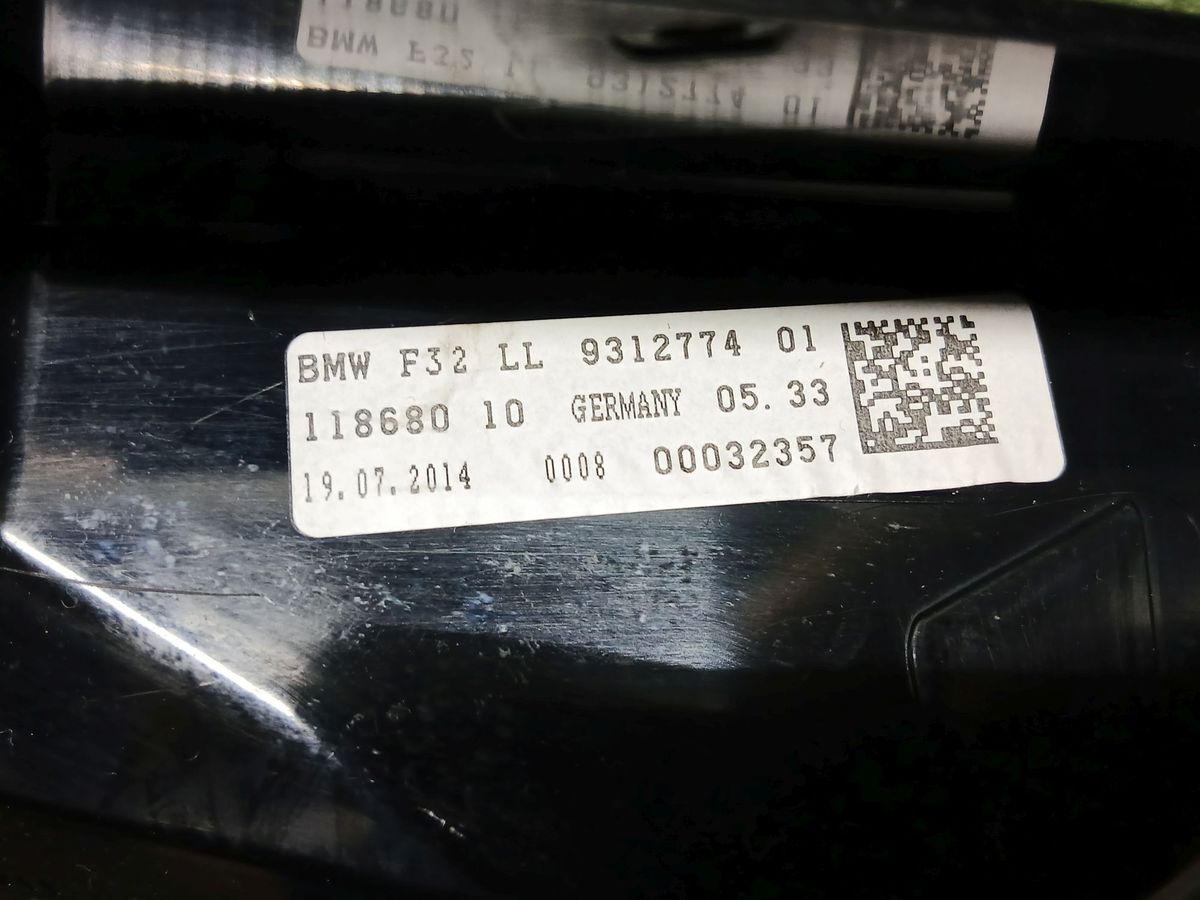 BMW F32 LL 9312774 01
118680 10 GERMANY 05.33
19.07.2014 0008 00032357